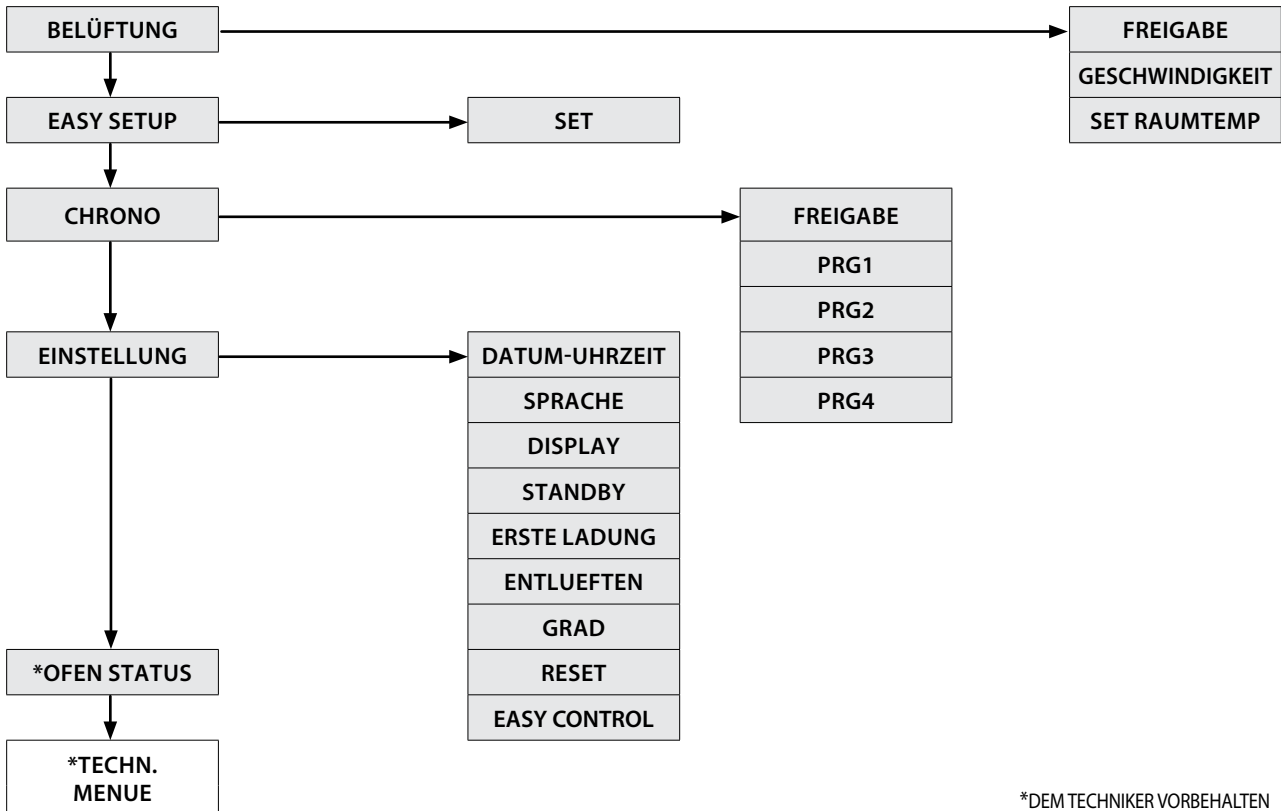 BELÜFTUNG
FREIGABE
GESCHWINDIGKEIT
SET RAUMTEMP
EASY SETUP
SET
CHRONO
FREIGABE
PRG1
PRG2
PRG3
PRG4
EINSTELLUNG
DATUM-UHRZEIT
SPRACHE
DISPLAY
STANDBY
ERSTE LADUNG
ENTLUEFTEN
GRAD
RESET
EASY CONTROL
*OFEN STATUS
*TECHN.
MENUE
*DEM TECHNIKER VORBEHALTEN